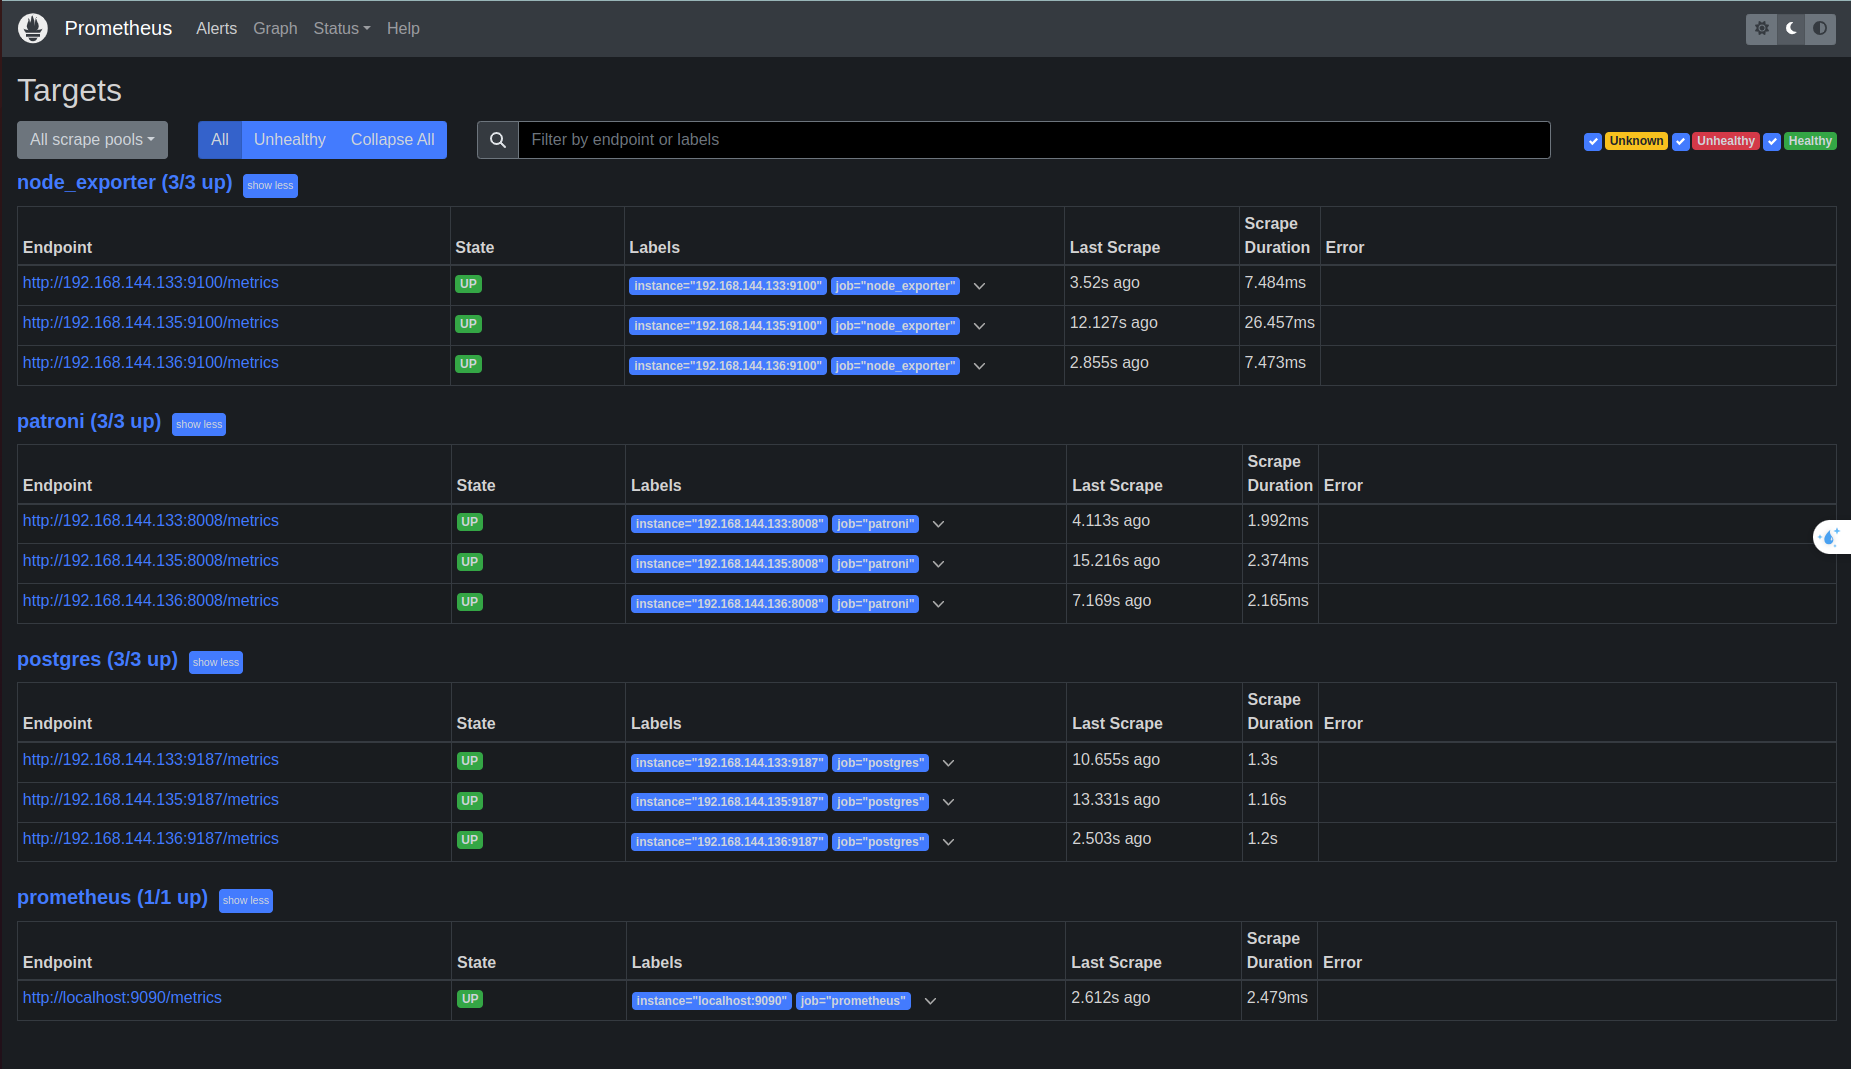 Prometheus Alerts Graph Status Help
Targets
All scrape pools All Unhealthy Collapse All Filter by endpoint or labels Unknown Unhealthy Healthy
node_exporter (3/3 up) show less
Endpoint State Labels Last Scrape Scrape Duration Error
http://192.168.144.133:9100/metrics UP instance="192.168.144.133:9100" job="node_exporter" 3.52s ago 7.484ms
http://192.168.144.135:9100/metrics UP instance="192.168.144.135:9100" job="node_exporter" 12.127s ago 26.457ms
http://192.168.144.136:9100/metrics UP instance="192.168.144.136:9100" job="node_exporter" 2.855s ago 7.473ms
patroni (3/3 up) show less
Endpoint State Labels Last Scrape Scrape Duration Error
http://192.168.144.133:8008/metrics UP instance="192.168.144.133:8008" job="patroni" 4.113s ago 1.992ms
http://192.168.144.135:8008/metrics UP instance="192.168.144.135:8008" job="patroni" 15.216s ago 2.374ms
http://192.168.144.136:8008/metrics UP instance="192.168.144.136:8008" job="patroni" 7.169s ago 2.165ms
postgres (3/3 up) show less
Endpoint State Labels Last Scrape Scrape Duration Error
http://192.168.144.133:9187/metrics UP instance="192.168.144.133:9187" job="postgres" 10.655s ago 1.3s
http://192.168.144.135:9187/metrics UP instance="192.168.144.135:9187" job="postgres" 13.331s ago 1.16s
http://192.168.144.136:9187/metrics UP instance="192.168.144.136:9187" job="postgres" 2.503s ago 1.2s
prometheus (1/1 up) show less
Endpoint State Labels Last Scrape Scrape Duration Error
http://localhost:9090/metrics UP instance="localhost:9090" job="prometheus" 2.612s ago 2.479ms